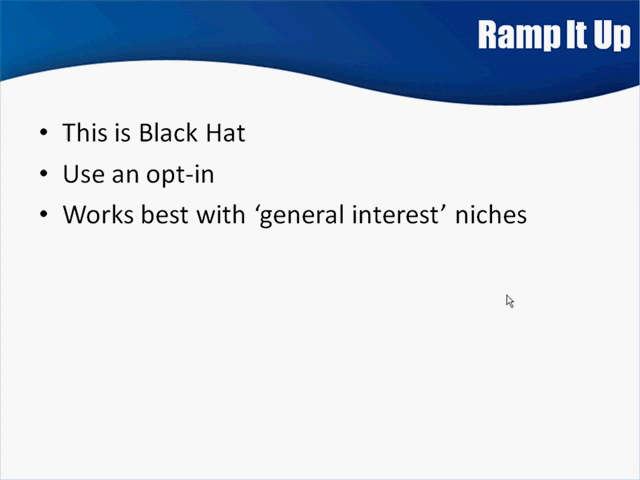 Ramp It Up
• This is Black Hat
• Use an opt-in
• Works best with ‘general interest’ niches